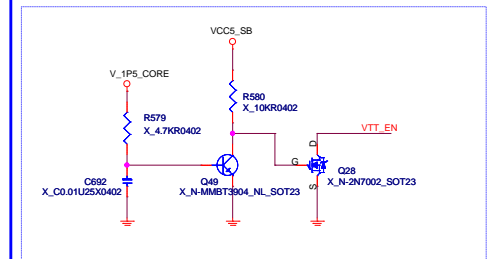 VCC5_SB
V_1P5_CORE
R580
X_10KR0402
R579
X_4.7KR0402
VTT_EN
D
G
S
Q28
X_N-2N7002_SOT23
C692
X_C0.01U25X0402
Q49
X_N-MMBT3904_NL_SOT23